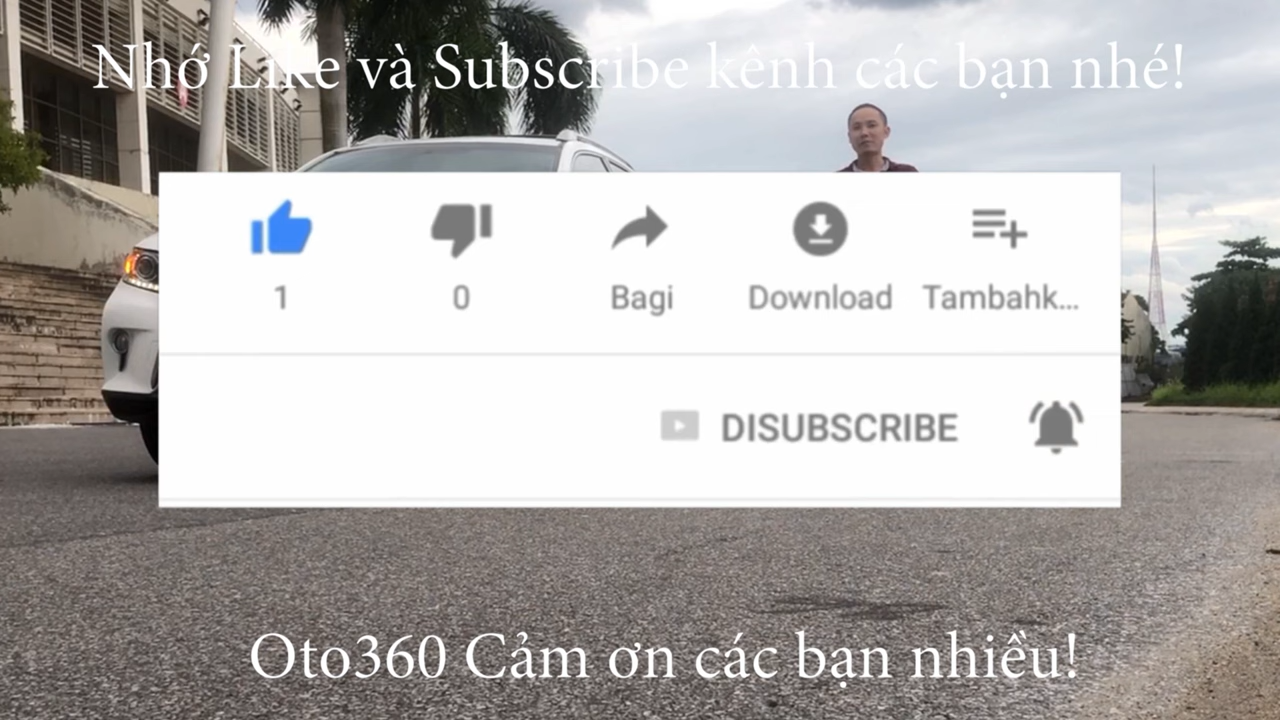 Nhớ Like và Subscribe kênh các bạn nhé!
1
0
Bagi
Download
Tambahk...
DISUBSCRIBE
Oto360 Cảm ơn các bạn nhiều!